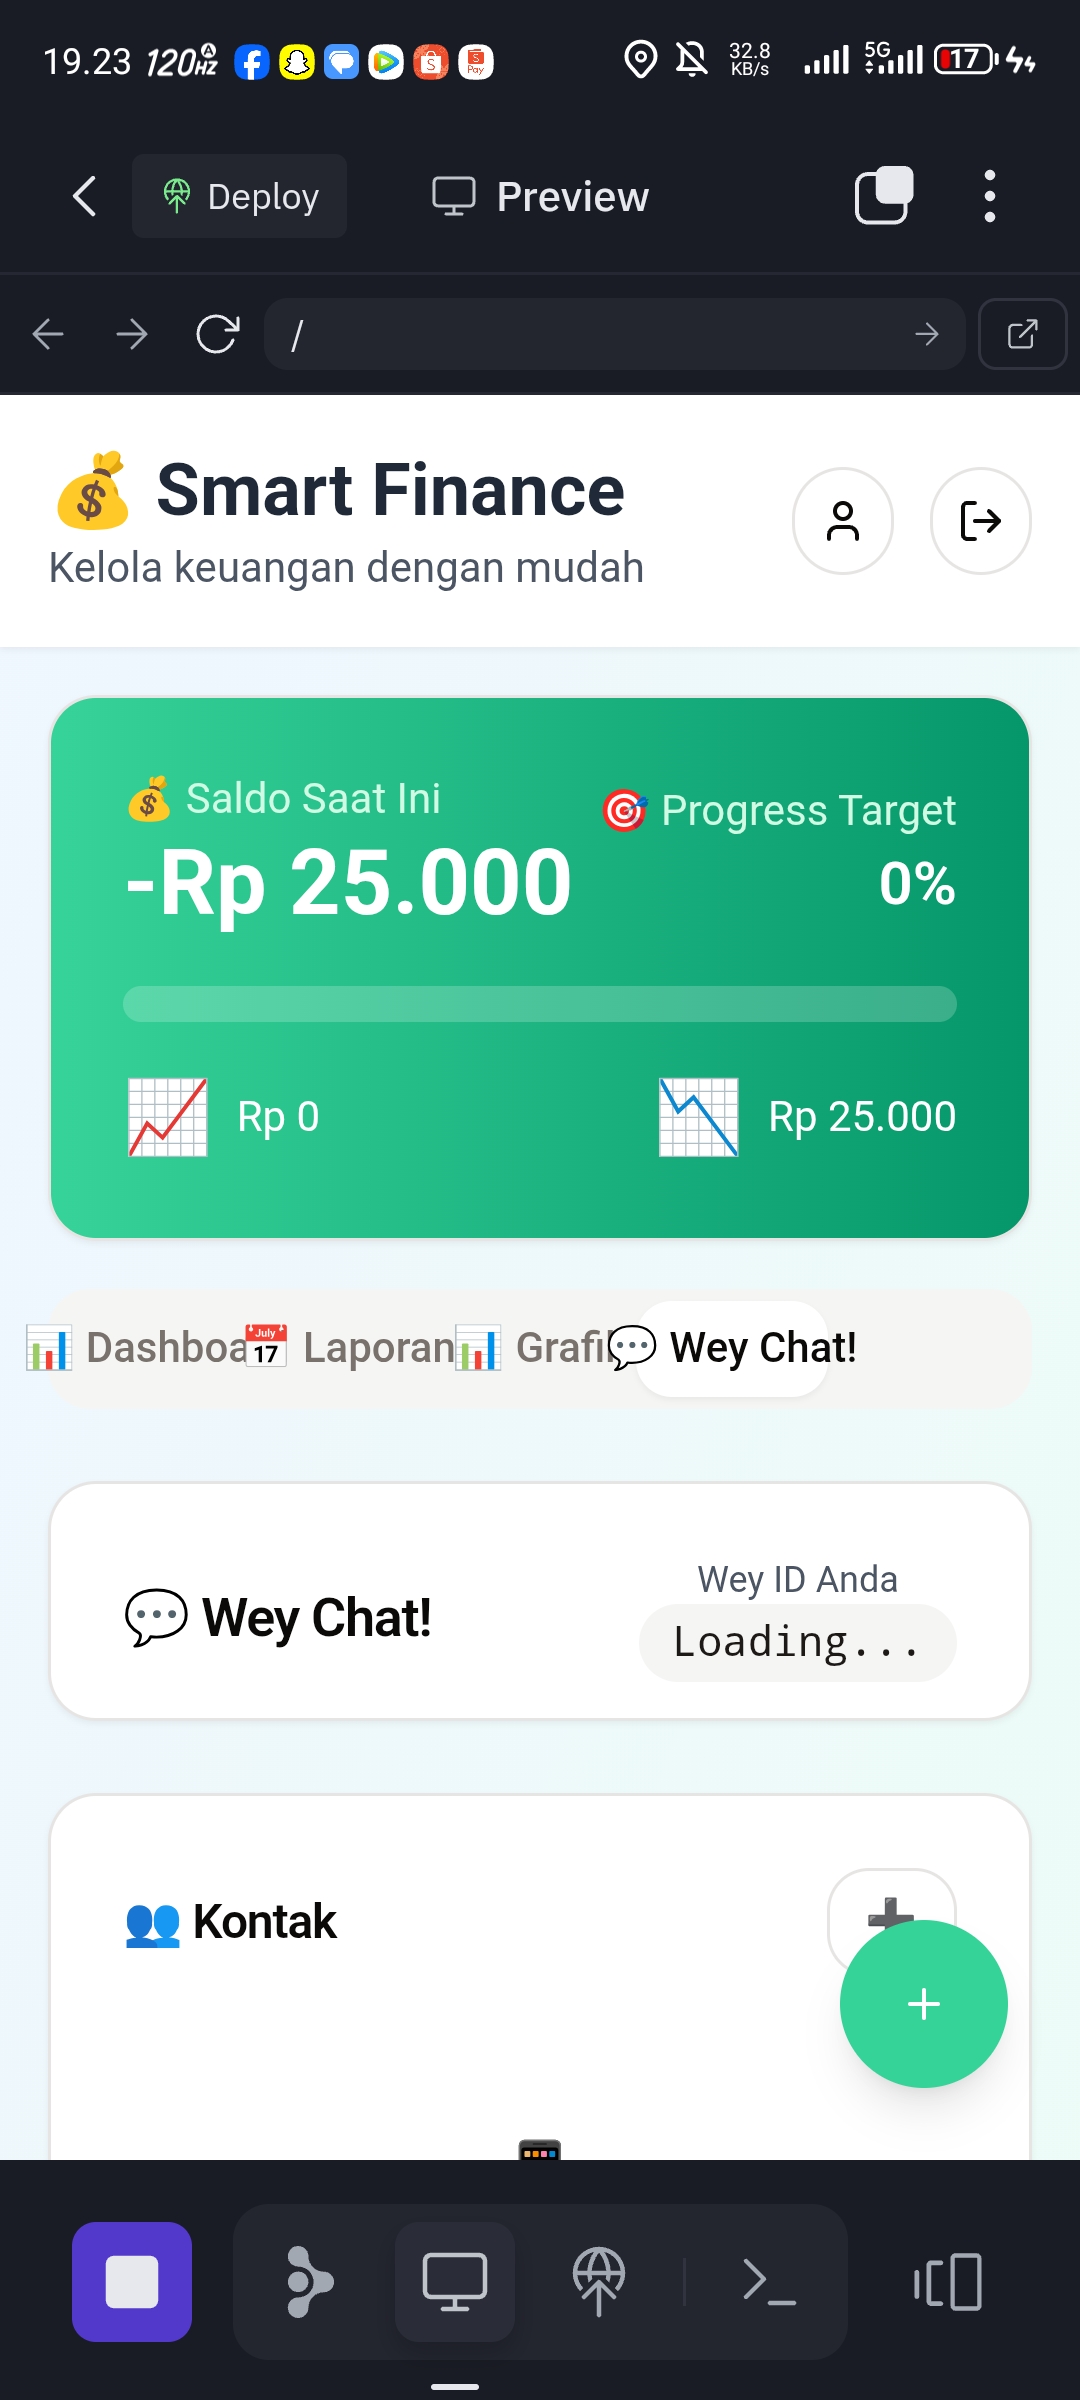 19.23 120HZ A 32.8 KB/s 5G 17
Deploy Preview
/
Smart Finance
Kelola keuangan dengan mudah
Saldo Saat Ini
-Rp 25.000
Progress Target
0%
Rp 0 Rp 25.000
Dashboa Laporan Grafi Wey Chat!
Wey Chat!
Wey ID Anda
Loading...
Kontak